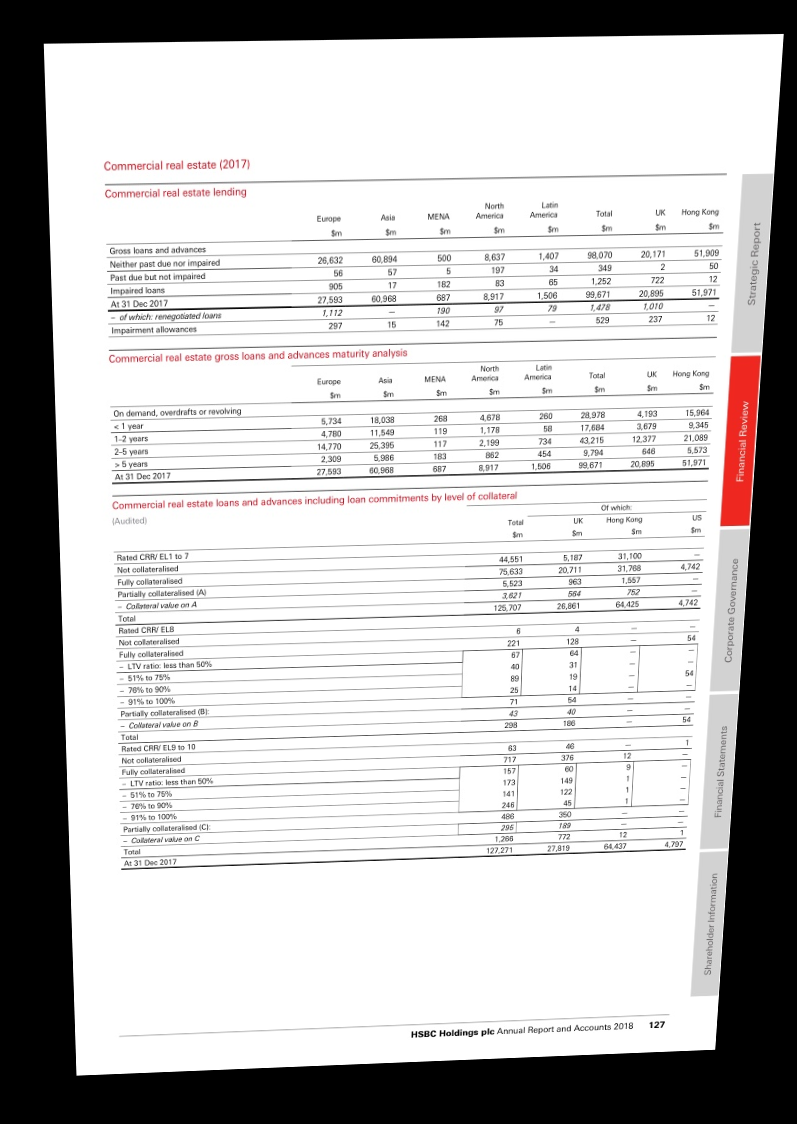 Commercial real estate (2017)
Commercial real estate lending
Europe Asia MENA North America Latin America Total UK Hong Kong
$m $m $m $m $m $m $m $m
Gross loans and advances
Neither past due nor impaired 26,632 60,894 500 8,637 1,407 98,070 20,171 51,909
Past due but not impaired 56 57 5 197 34 349 2 50
Impaired loans 905 17 182 83 65 1,252 722 12
At 31 Dec 2017 27,593 60,968 687 8,917 1,506 99,671 20,895 51,971
– of which: renegotiated loans 1,112 – 190 97 79 1,478 1,010 –
Impairment allowances 297 15 142 75 – 529 237 12
Commercial real estate gross loans and advances maturity analysis
Europe Asia MENA North America Latin America Total UK Hong Kong
$m $m $m $m $m $m $m $m
On demand, overdrafts or revolving
< 1 year 5,734 18,038 268 4,678 260 28,978 4,193 15,964
1–2 years 4,780 11,549 119 1,178 58 17,684 3,679 9,345
2–5 years 14,770 25,395 117 2,199 734 43,215 12,377 21,089
> 5 years 2,309 5,986 183 862 454 9,794 646 5,573
At 31 Dec 2017 27,593 60,968 687 8,917 1,506 99,671 20,895 51,971
Commercial real estate loans and advances including loan commitments by level of collateral
(Audited)
Of which:
Total UK Hong Kong US
$m $m $m $m
Rated CRR/ EL1 to 7
Not collateralised 44,551 5,187 31,100 –
Fully collateralised 75,633 20,711 31,768 4,742
Partially collateralised (A) 5,523 963 1,557 –
– Collateral value on A 3,621 564 752 –
Total 125,707 26,861 64,425 4,742
Rated CRR/ EL8
Not collateralised 6 4 – –
Fully collateralised 221 128 – 54
– LTV ratio: less than 50% 67 64 – –
– 51% to 75% 40 31 – –
– 76% to 90% 89 19 – 54
– 91% to 100% 25 14 – –
Partially collateralised (B): 71 54 – –
– Collateral value on B 43 40 – –
Total 298 186 – 54
Rated CRR/ EL9 to 10
Not collateralised 63 46 – 1
Fully collateralised 717 376 12 –
– LTV ratio: less than 50% 157 60 9 –
– 51% to 75% 173 149 1 –
– 76% to 90% 141 122 1 –
– 91% to 100% 246 45 1 –
Partially collateralised (C): 486 350 – –
– Collateral value on C 295 189 – –
Total 1,266 772 12 1
At 31 Dec 2017 127,271 27,819 64,437 4,797
Strategic Report
Financial Review
Corporate Governance
Financial Statements
Shareholder Information
HSBC Holdings plc Annual Report and Accounts 2018 127